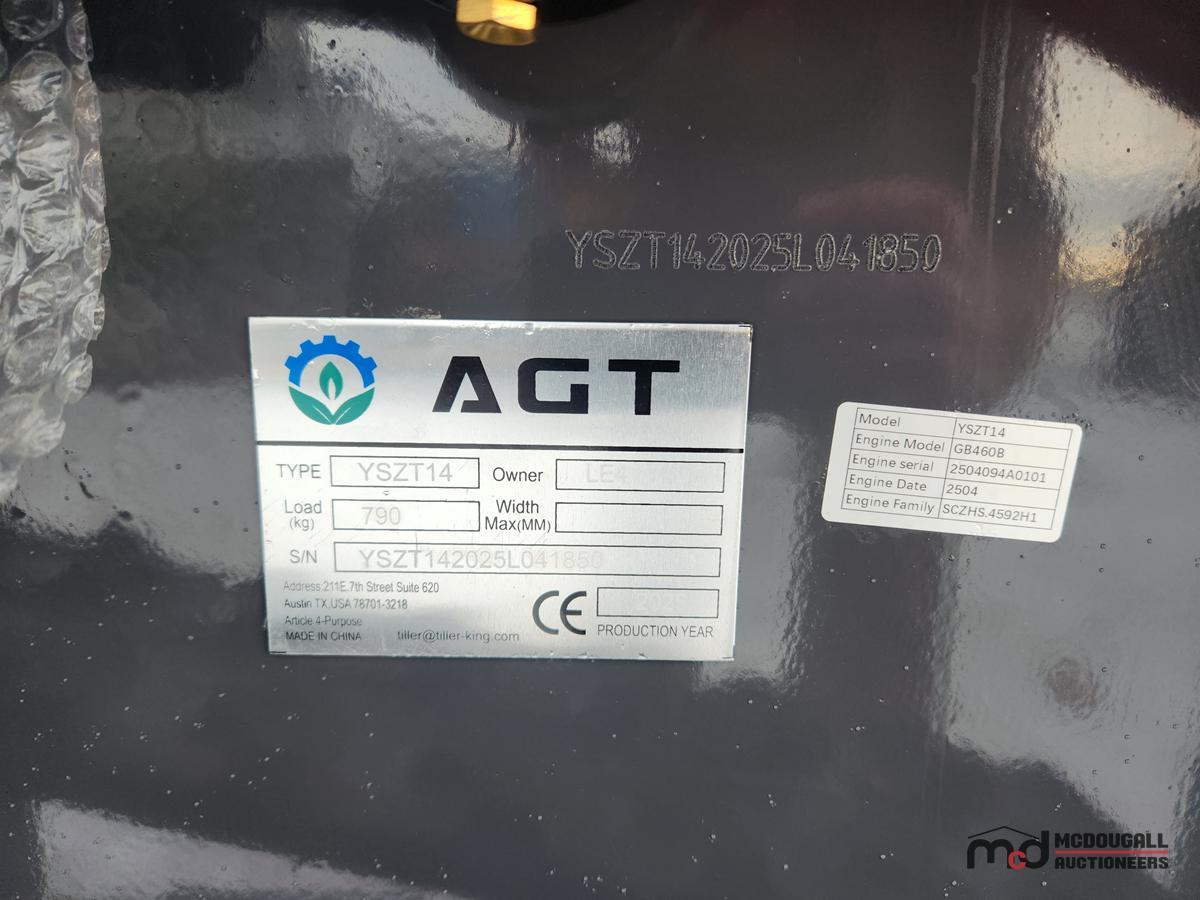 YSZT142025L041850
AGT
TYPE YSZT14 Owner
Load (kg) 790 Width Max(MM)
S/N YSZT142025L041850
Address:211E.7th Street Suite 620
Austin TX,USA 78701-3218
Article 4-Purpose
MADE IN CHINA tiller@tiller-king.com
CE PRODUCTION YEAR
Model YSZT14
Engine Model GB460B
Engine serial 2504094A0101
Engine Date 2504
Engine Family SCZHS.4592H1
mcd MCDOUGALL
AUCTIONEERS